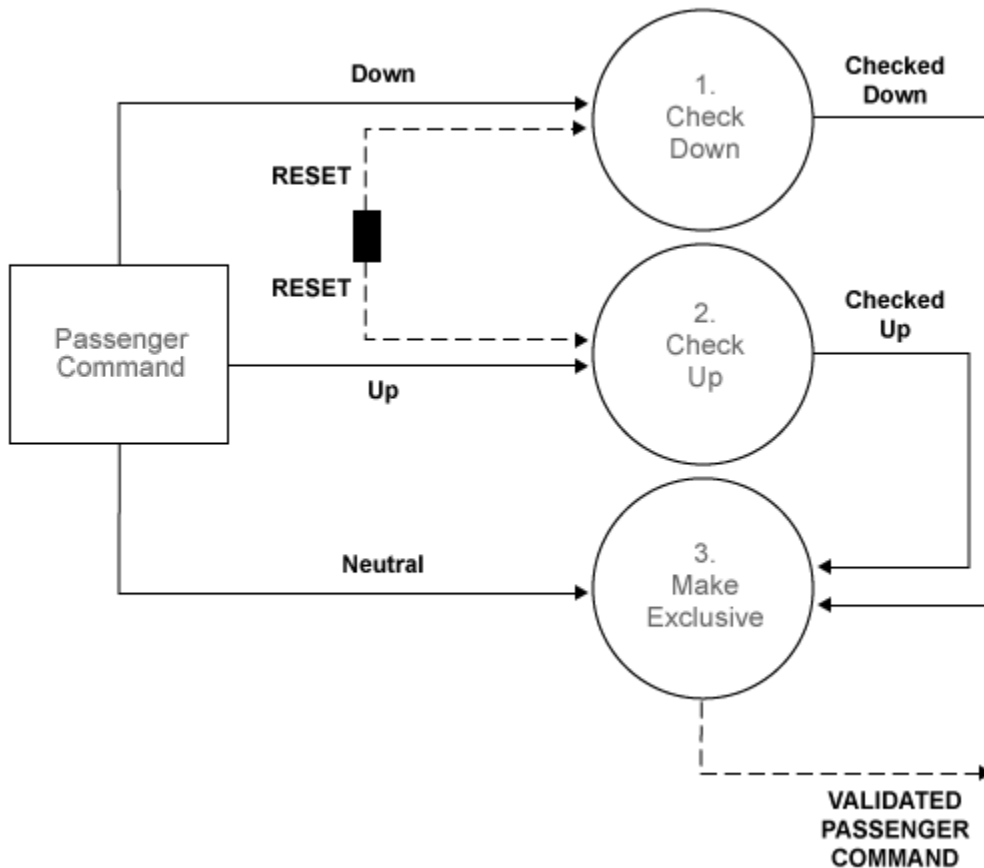 Down
1.
Check
Down
Checked
Down
RESET
RESET
Passenger
Command
2.
Check
Up
Checked
Up
Up
Neutral
3.
Make
Exclusive
VALIDATED
PASSENGER
COMMAND